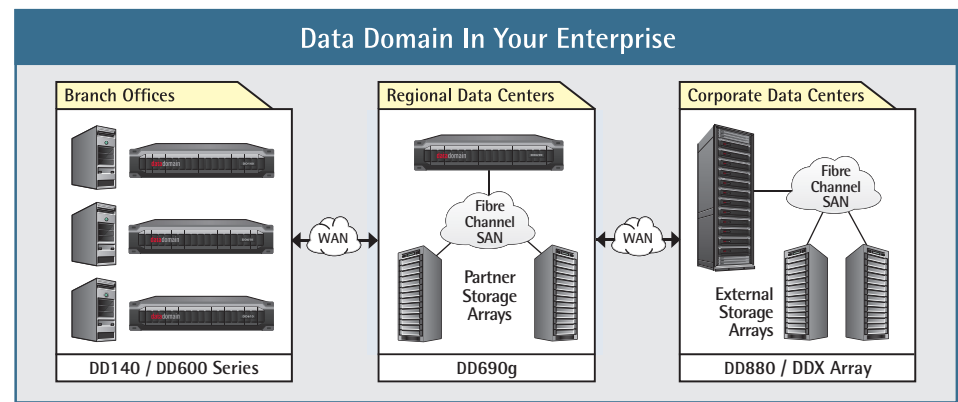 Data Domain In Your Enterprise
Branch Offices
DD140 / DD600 Series
WAN
Regional Data Centers
datadomain
Fibre
Channel
SAN
Partner
Storage
Arrays
DD690g
WAN
Corporate Data Centers
Fibre
Channel
SAN
External
Storage
Arrays
DD880 / DDX Array